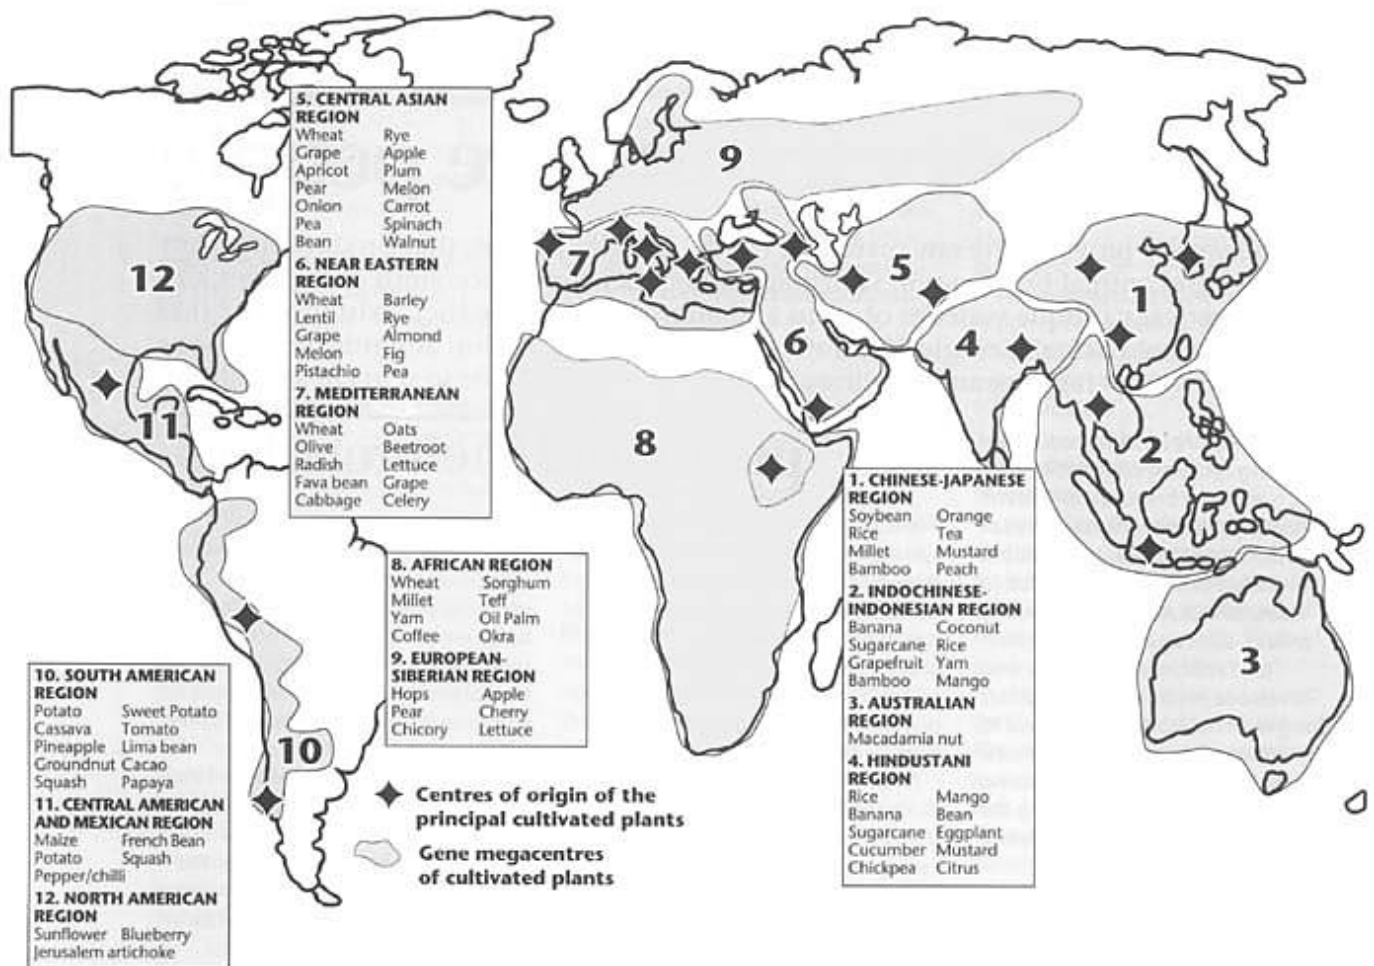 5. CENTRAL ASIAN
REGION
Wheat Rye
Grape Apple
Apricot Plum
Pear Melon
Onion Carrot
Pea Spinach
Bean Walnut
6. NEAR EASTERN
REGION
Wheat Barley
Lentil Rye
Grape Almond
Melon Fig
Pistachio Pea
7. MEDITERRANEAN
REGION
Wheat Oats
Olive Beetroot
Radish Lettuce
Fava bean Grape
Cabbage Celery
9
12
7
5
1
6
4
11
8
2
3
10
1. CHINESE-JAPANESE
REGION
Soybean Orange
Rice Tea
Millet Mustard
Bamboo Peach
2. INDOCHINESE-
INDONESIAN REGION
Banana Coconut
Sugarcane Rice
Grapefruit Yam
Bamboo Mango
3. AUSTRALIAN
REGION
Macadamia nut
4. HINDUSTANI
REGION
Rice Mango
Banana Bean
Sugarcane Eggplant
Cucumber Mustard
Chickpea Citrus
8. AFRICAN REGION
Wheat Sorghum
Millet Teff
Yam Oil Palm
Coffee Okra
9. EUROPEAN-
SIBERIAN REGION
Hops Apple
Pear Cherry
Chicory Lettuce
10. SOUTH AMERICAN
REGION
Potato Sweet Potato
Cassava Tomato
Pineapple Lima bean
Groundnut Cacao
Squash Papaya
11. CENTRAL AMERICAN
AND MEXICAN REGION
Maize French Bean
Potato Squash
Pepper/chilli
12. NORTH AMERICAN
REGION
Sunflower Blueberry
Jerusalem artichoke
Centres of origin of the
principal cultivated plants
Gene megacentres
of cultivated plants